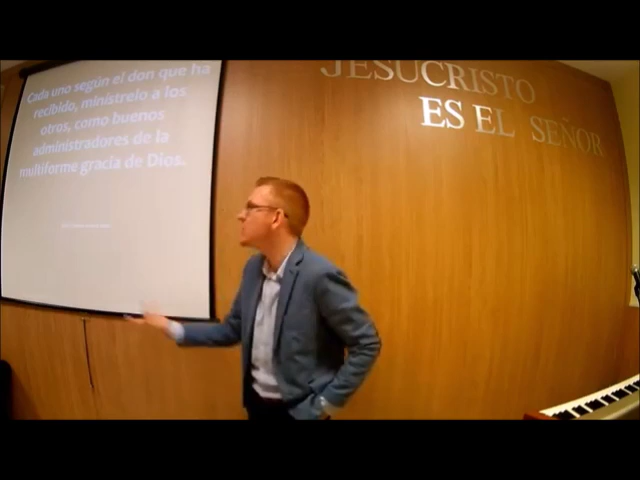 Cada uno según el don que ha
recibido, minístrelo a los
otros, como buenos
administradores de la
multiforme gracia de Dios.
JESUCRISTO
ES EL SEÑOR